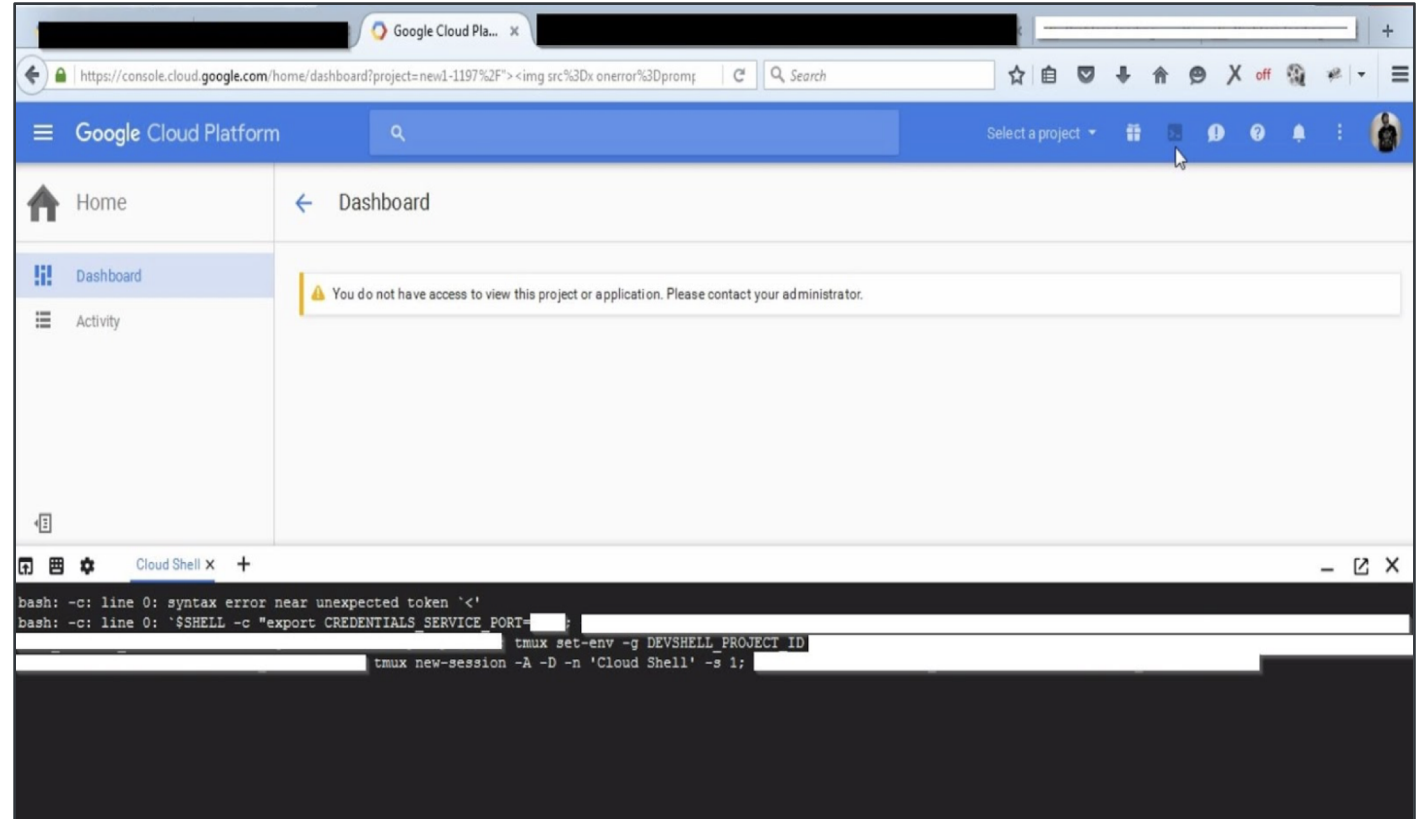 Google Cloud Pla... ×
+
https://console.cloud.google.com/home/dashboard?project=new1-1197%2F"><img src%3Dx onerror%3Dpromp
Search
off
Google Cloud Platform
Select a project
Home
Dashboard
Dashboard
You do not have access to view this project or application. Please contact your administrator.
Activity
Cloud Shell × +
bash: -c: line 0: syntax error near unexpected token `<'
bash: -c: line 0: `$SHELL -c "export CREDENTIALS_SERVICE_PORT= ;
tmux set-env -g DEVSHELL_PROJECT_ID
tmux new-session -A -D -n 'Cloud Shell' -s 1;